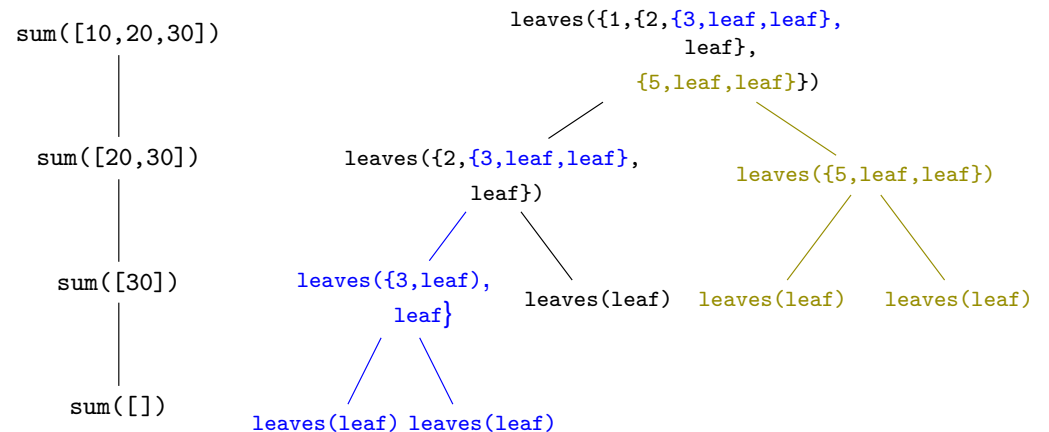 sum([10,20,30])
sum([20,30])
sum([30])
sum([])
leaves({1,{2,{3,leaf,leaf},
leaf},
{5,leaf,leaf}})
leaves({2,{3,leaf,leaf},
leaf})
leaves({5,leaf,leaf})
leaves({3,leaf),
leaf}
leaves(leaf)
leaves(leaf)
leaves(leaf)
leaves(leaf)
leaves(leaf)